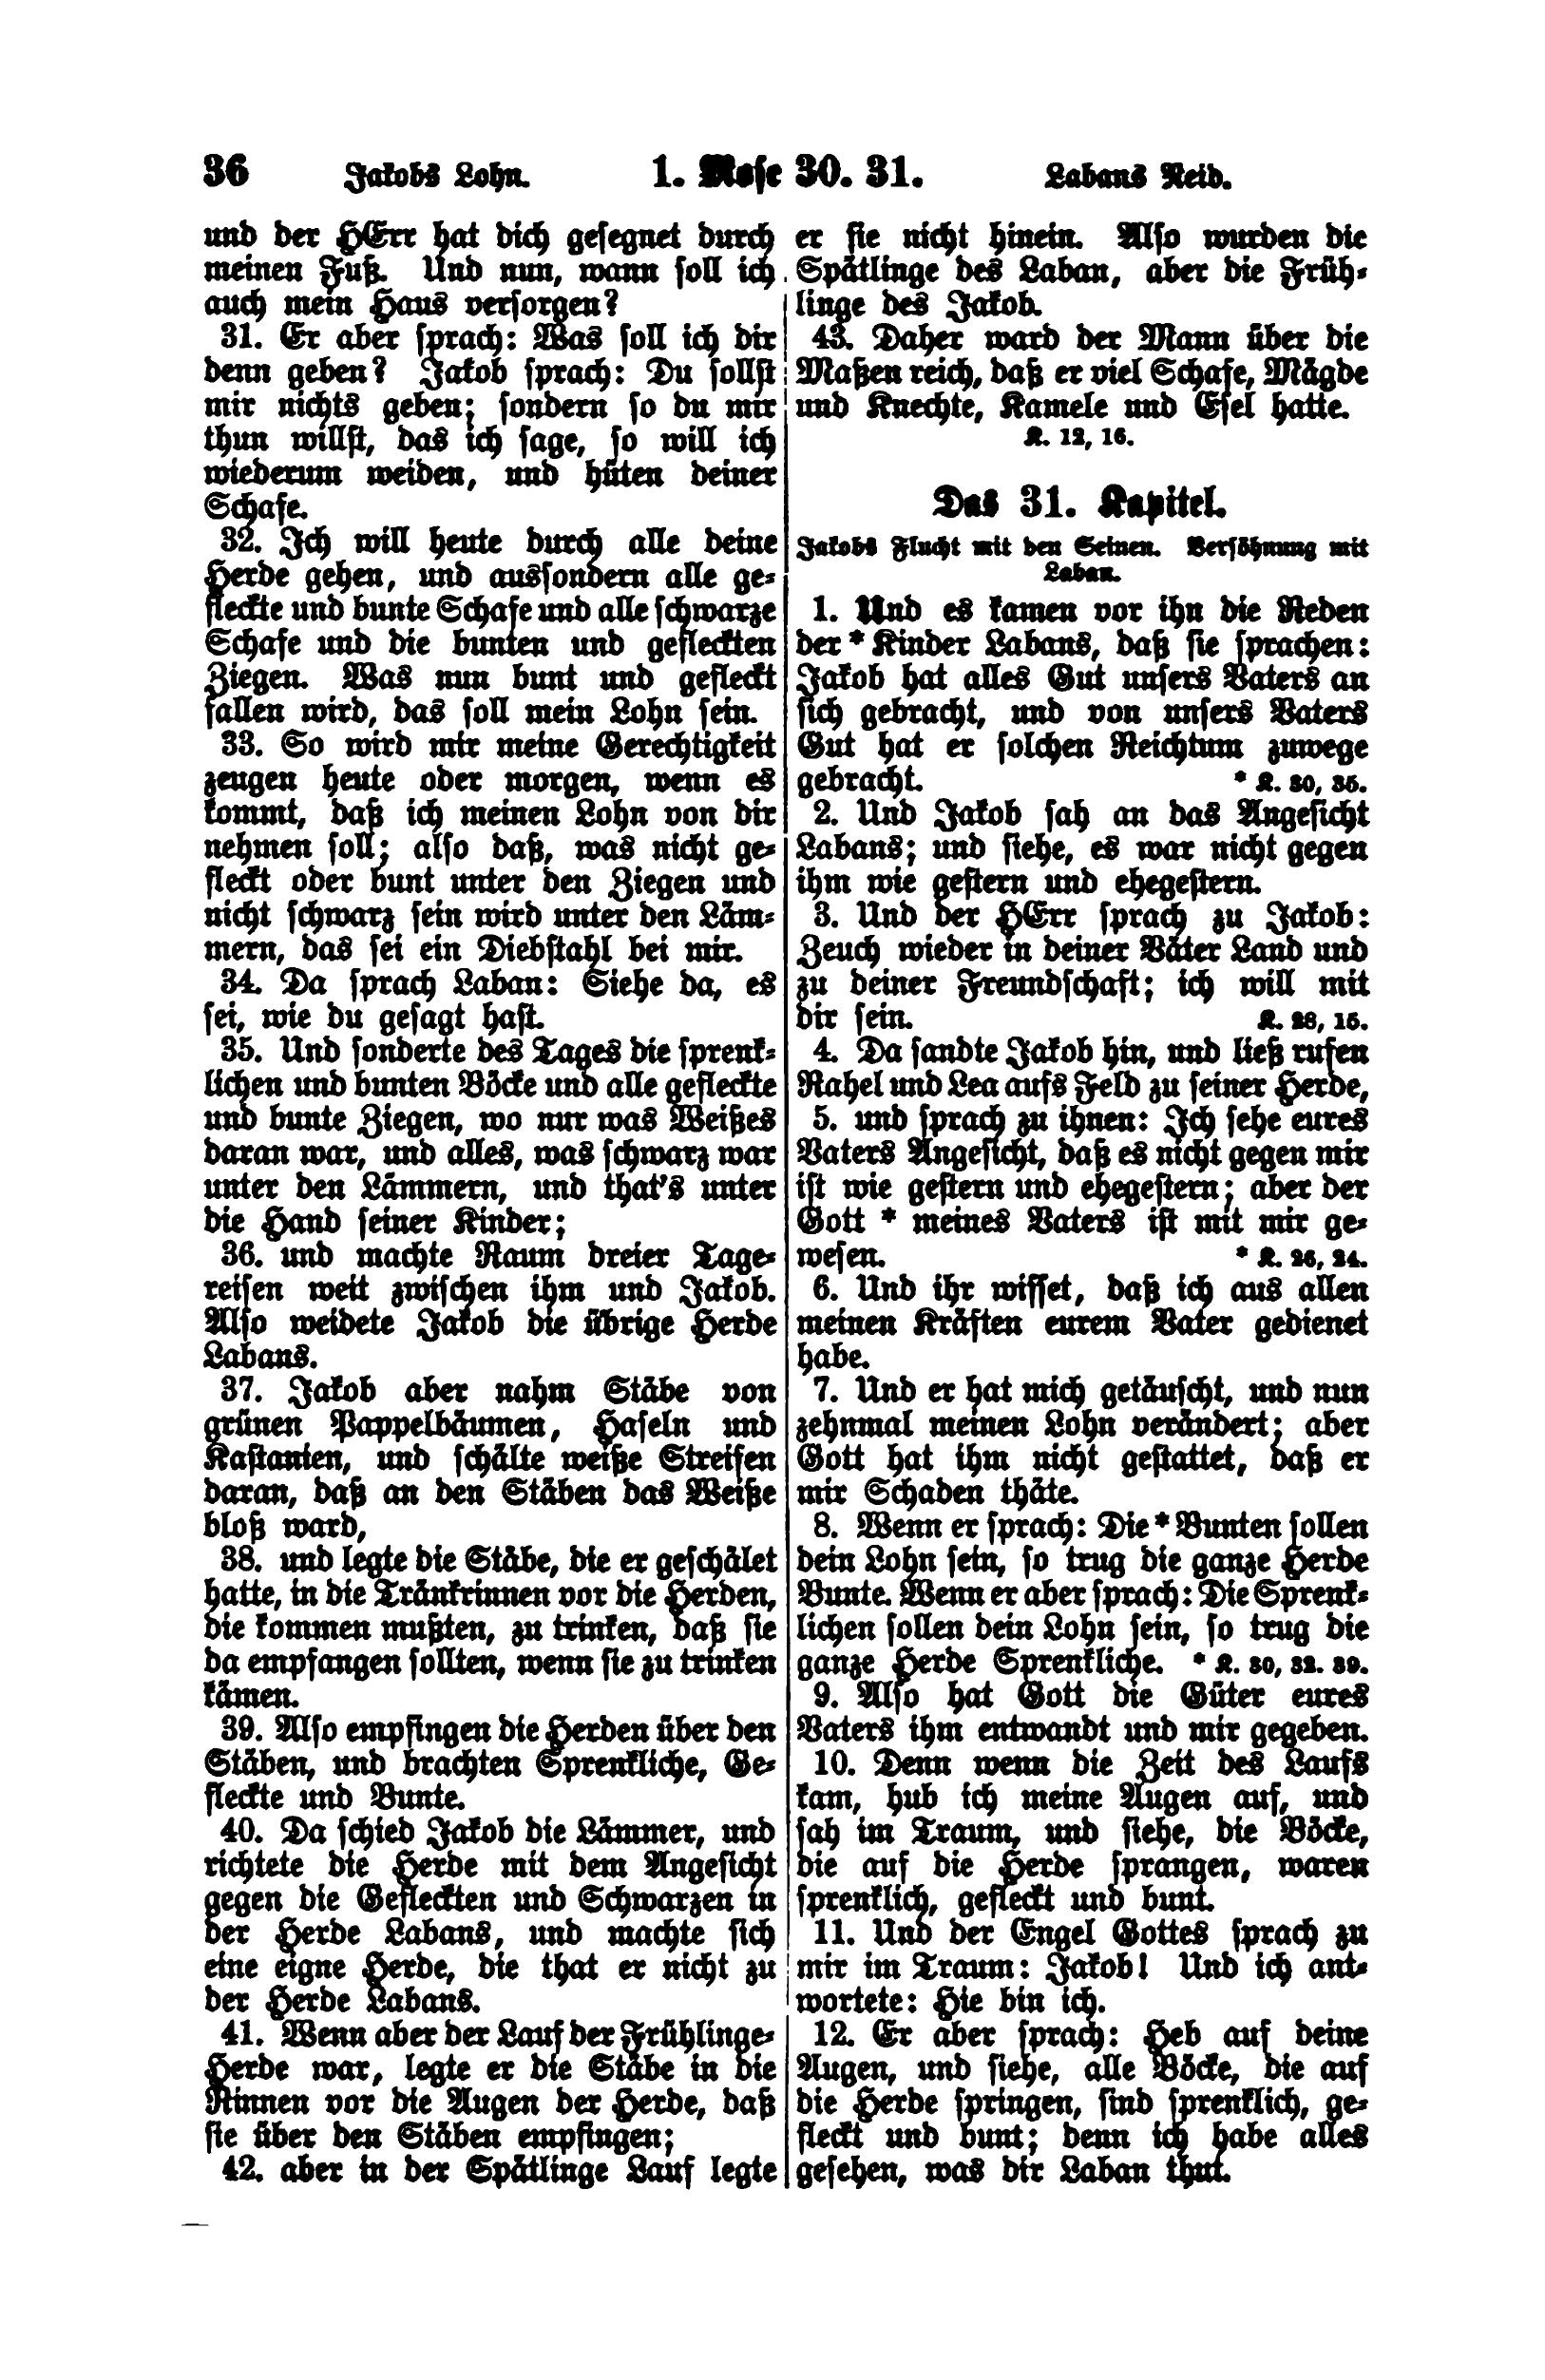 36 Jakobs Lohn. 1. Mose 30. 31. Labans Neid.
und der HErr hat dich gesegnet durch
meinen Fuß. Und nun, wann soll ich
auch mein Haus versorgen?
31. Er aber sprach: Was soll ich dir
denn geben? Jakob sprach: Du sollst
mir nichts geben; sondern so du mir
thun willst, das ich sage, so will ich
wiederum weiden, und hüten deiner
Schafe.
32. Ich will heute durch alle deine
Herde gehen, und aussondern alle ge-
fleckte und bunte Schafe und alle schwarze
Schafe und die bunten und gefleckten
Ziegen. Was nun bunt und gefleckt
fallen wird, das soll mein Lohn sein.
33. So wird mir meine Gerechtigkeit
zeugen heute oder morgen, wenn es
kommt, daß ich meinen Lohn von dir
nehmen soll; also daß, was nicht ge-
fleckt oder bunt unter den Ziegen und
nicht schwarz sein wird unter den Läm-
mern, das sei ein Diebstahl bei mir.
34. Da sprach Laban: Siehe da, es
sei, wie du gesagt hast.
35. Und sonderte des Tages die sprenk-
lichen und bunten Böcke und alle gefleckte
und bunte Ziegen, wo nur was Weißes
daran war, und alles, was schwarz war
unter den Lämmern, und that's unter
die Hand seiner Kinder;
36. und machte Raum dreier Tage-
reisen weit zwischen ihm und Jakob.
Also weidete Jakob die übrige Herde
Labans.
37. Jakob aber nahm Stäbe von
grünen Pappelbäumen, Haseln und
Kastanien, und schälte weiße Streifen
daran, daß an den Stäben das Weiße
bloß ward,
38. und legte die Stäbe, die er geschälet
hatte, in die Tränkrinnen vor die Herden,
die kommen mußten, zu trinken, daß sie
da empfangen sollten, wenn sie zu trinken
kämen.
39. Also empfingen die Herden über den
Stäben, und brachten Sprenkliche, Ge-
fleckte und Bunte.
40. Da schied Jakob die Lämmer, und
richtete die Herde mit dem Angesicht
gegen die Gefleckten und Schwarzen in
der Herde Labans, und machte sich
eine eigne Herde, die that er nicht zu
der Herde Labans.
41. Wenn aber der Lauf der Frühlinge-
Herde war, legte er die Stäbe in die
Rinnen vor die Augen der Herde, daß
sie über den Stäben empfingen;
42. aber in der Spätlinge Lauf legte
er sie nicht hinein. Also wurden die
Spätlinge des Laban, aber die Früh-
linge des Jakob.
43. Daher ward der Mann über die
Maßen reich, daß er viel Schafe, Mägde
und Knechte, Kamele und Esel hatte.
K. 12, 16.
Das 31. Kapitel.
Jakobs Flucht mit den Seinen. Versöhnung mit
Laban.
1. Und es kamen vor ihn die Reden
der * Kinder Labans, daß sie sprachen:
Jakob hat alles Gut unsers Vaters an
sich gebracht, und von unsers Vaters
Gut hat er solchen Reichtum zuwege
gebracht. * K. 30, 35.
2. Und Jakob sah an das Angesicht
Labans; und siehe, es war nicht gegen
ihm wie gestern und ehegestern.
3. Und der HErr sprach zu Jakob:
Zeuch wieder in deiner Väter Land und
zu deiner Freundschaft; ich will mit
dir sein. K. 28, 15.
4. Da sandte Jakob hin, und ließ rufen
Rahel und Lea aufs Feld zu seiner Herde,
5. und sprach zu ihnen: Ich sehe eures
Vaters Angesicht, daß es nicht gegen mir
ist wie gestern und ehegestern; aber der
Gott * meines Vaters ist mit mir ge-
wesen. * K. 26, 24.
6. Und ihr wisset, daß ich aus allen
meinen Kräften eurem Vater gedienet
habe.
7. Und er hat mich getäuscht, und nun
zehnmal meinen Lohn verändert; aber
Gott hat ihm nicht gestattet, daß er
mir Schaden thäte.
8. Wenn er sprach: Die * Bunten sollen
dein Lohn sein, so trug die ganze Herde
Bunte. Wenn er aber sprach: Die Sprenk-
lichen sollen dein Lohn sein, so trug die
ganze Herde Sprenkliche. * K. 30, 32. 39.
9. Also hat Gott die Güter eures
Vaters ihm entwandt und mir gegeben.
10. Denn wenn die Zeit des Laufs
kam, hub ich meine Augen auf, und
sah im Traum, und siehe, die Böcke,
die auf die Herde sprangen, waren
sprenklich, gefleckt und bunt.
11. Und der Engel Gottes sprach zu
mir im Traum: Jakob! Und ich ant-
wortete: Hie bin ich.
12. Er aber sprach: Heb auf deine
Augen, und siehe, alle Böcke, die auf
die Herde springen, sind sprenklich, ge-
fleckt und bunt; denn ich habe alles
gesehen, was dir Laban thut.